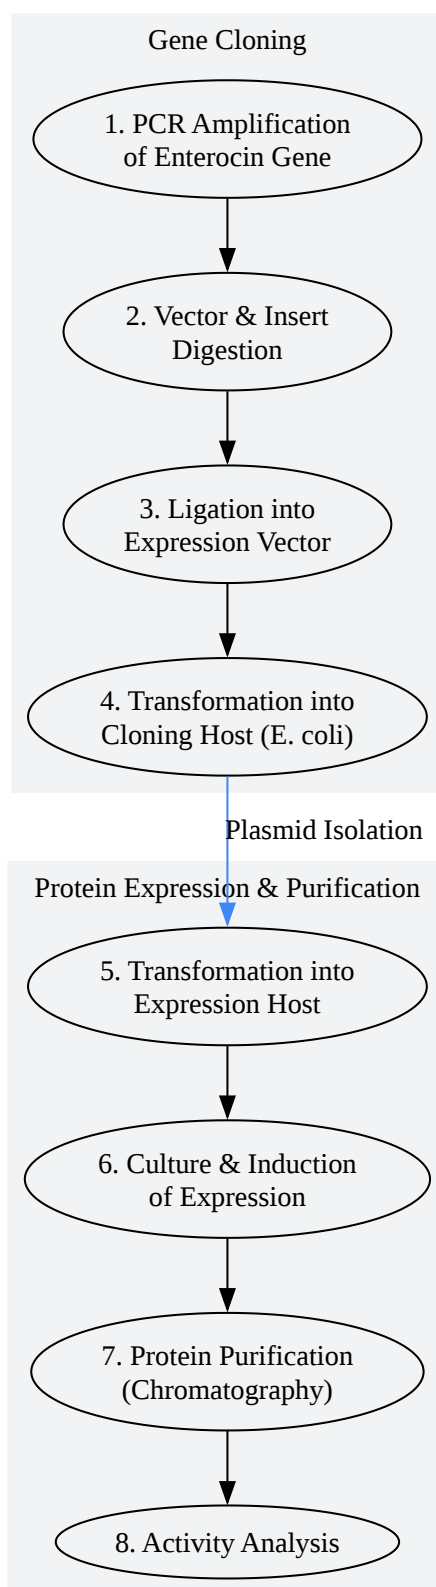 Gene Cloning
1. PCR Amplification
of Enterocin Gene
2. Vector & Insert
Digestion
3. Ligation into
Expression Vector
4. Transformation into
Cloning Host (E. coli)
Plasmid Isolation
Protein Expression & Purification
5. Transformation into
Expression Host
6. Culture & Induction
of Expression
7. Protein Purification
(Chromatography)
8. Activity Analysis